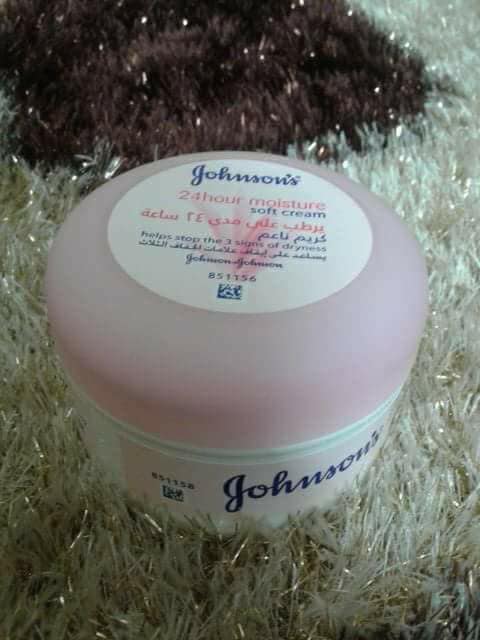 Johnson's
24hour moisture
soft cream
يرطب على مدى ٢٤ ساعة
كريم ناعم
helps stop the 3 signs of dryness
يساعد على إيقاف علامات الجفاف الثلاث
Johnson & Johnson
851156
851158
Johnson's